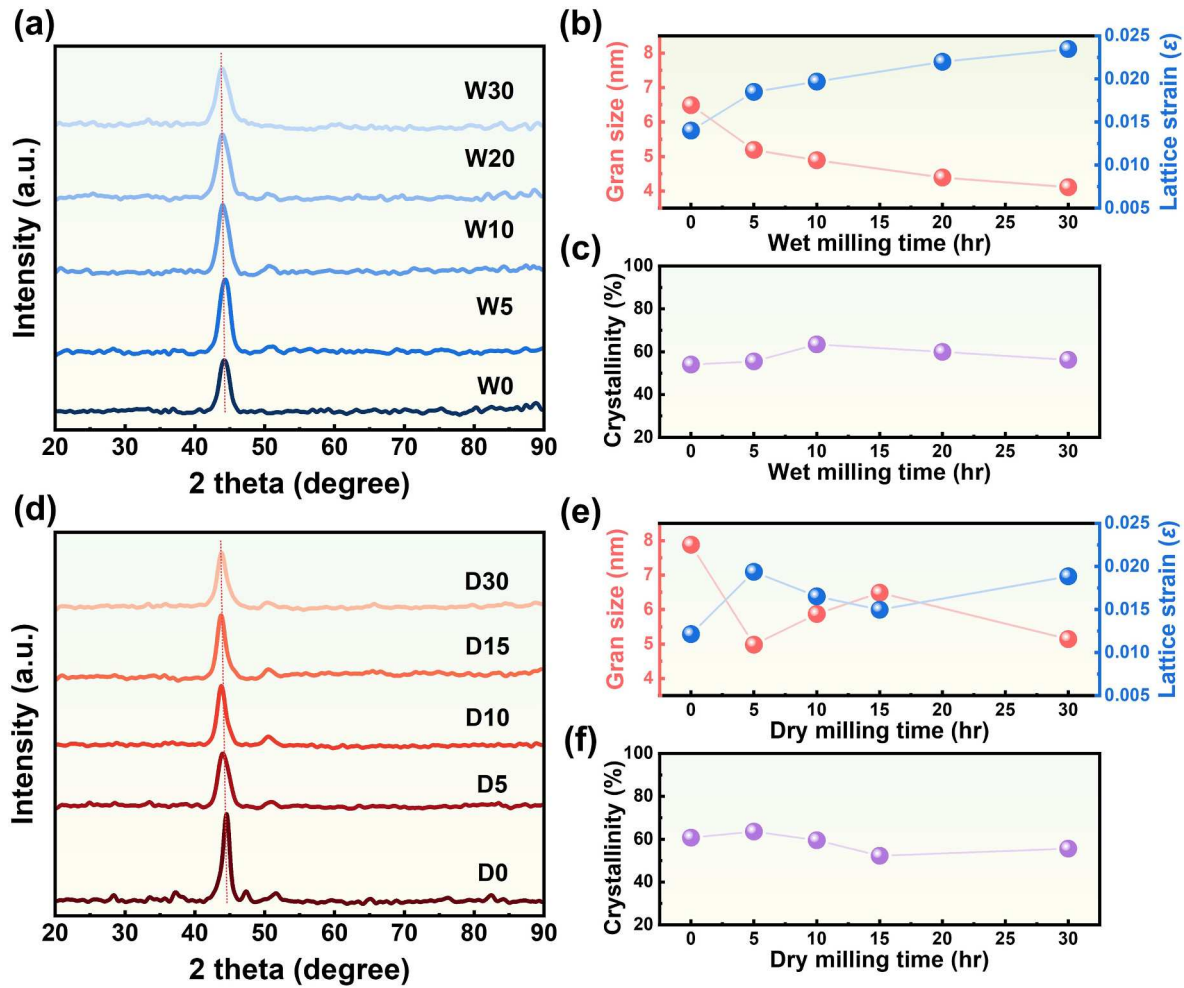 (a)
Intensity (a.u.)
W30
W20
W10
W5
W0
20 30 40 50 60 70 80 90
2 theta (degree)
(b)
Gran size (nm)
8
7
6
5
4
0.025
0.020
0.015
0.010
0.005
Lattice strain (ε)
0 5 10 15 20 25 30
Wet milling time (hr)
(c)
Crystallinity (%)
100
80
60
40
20
0 5 10 15 20 25 30
Wet milling time (hr)
(d)
Intensity (a.u.)
D30
D15
D10
D5
D0
20 30 40 50 60 70 80 90
2 theta (degree)
(e)
Gran size (nm)
8
7
6
5
4
0.025
0.020
0.015
0.010
0.005
Lattice strain (ε)
0 5 10 15 20 25 30
Dry milling time (hr)
(f)
Crystallinity (%)
100
80
60
40
20
0 5 10 15 20 25 30
Dry milling time (hr)